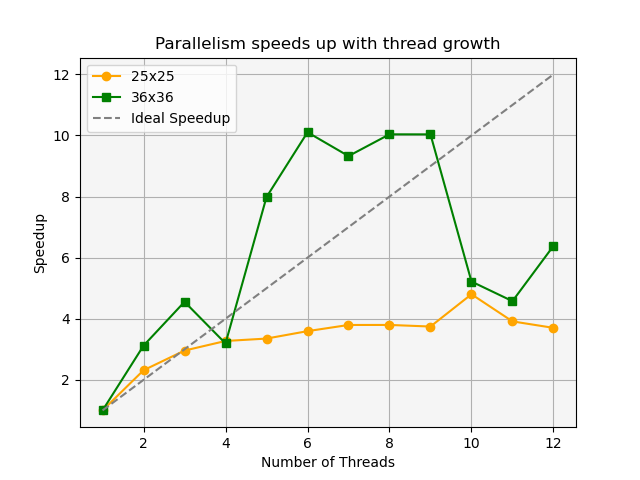 Parallelism speeds up with thread growth
25x25
36x36
Ideal Speedup
12
10
8
6
4
2
Speedup
2 4 6 8 10 12
Number of Threads